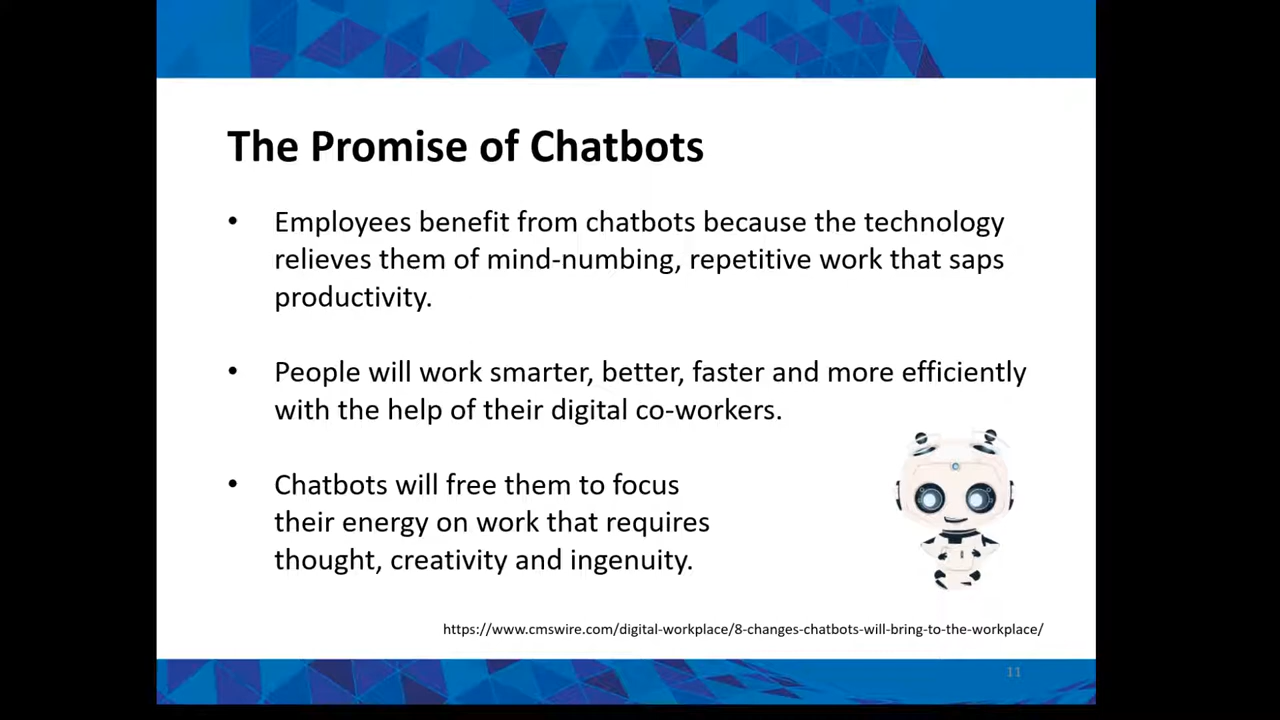 The Promise of Chatbots
• Employees benefit from chatbots because the technology
relieves them of mind-numbing, repetitive work that saps
productivity.
• People will work smarter, better, faster and more efficiently
with the help of their digital co-workers.
• Chatbots will free them to focus
their energy on work that requires
thought, creativity and ingenuity.
https://www.cmswire.com/digital-workplace/8-changes-chatbots-will-bring-to-the-workplace/
11